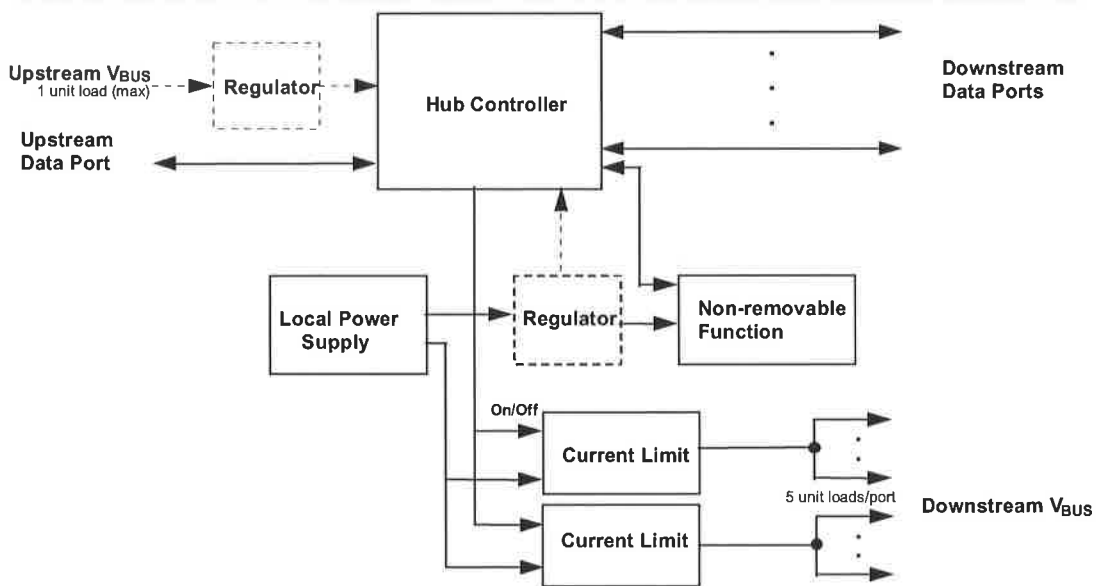 Upstream VBUS
1 unit load (max)
Regulator
Hub Controller
Downstream
Data Ports
Upstream
Data Port
Local Power
Supply
Regulator
Non-removable
Function
On/Off
Current Limit
5 unit loads/port
Downstream VBUS
Current Limit